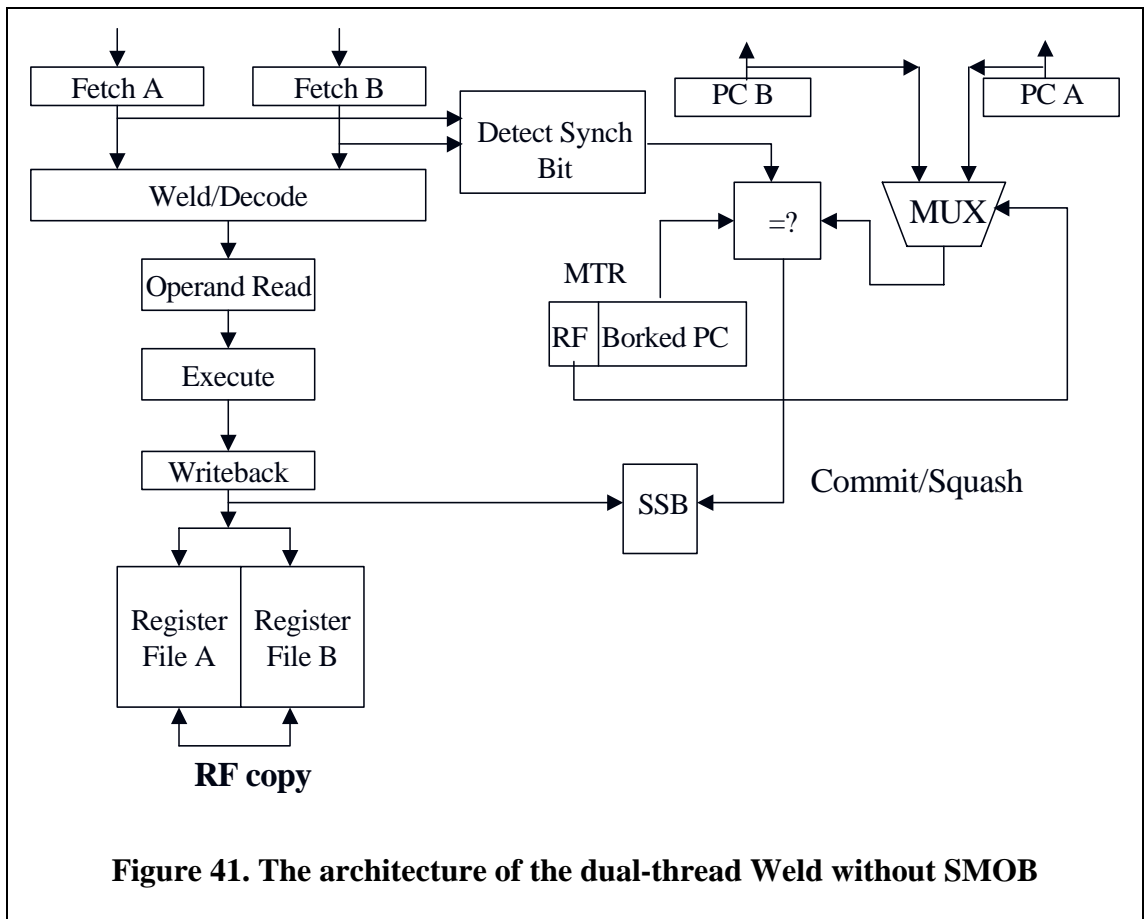 Fetch A
Fetch B
PC B
PC A
Detect Synch
Bit
Weld/Decode
=?
MUX
Operand Read
MTR
RF
Borked PC
Execute
Writeback
SSB
Commit/Squash
Register
File A
Register
File B
RF copy
Figure 41. The architecture of the dual-thread Weld without SMOB